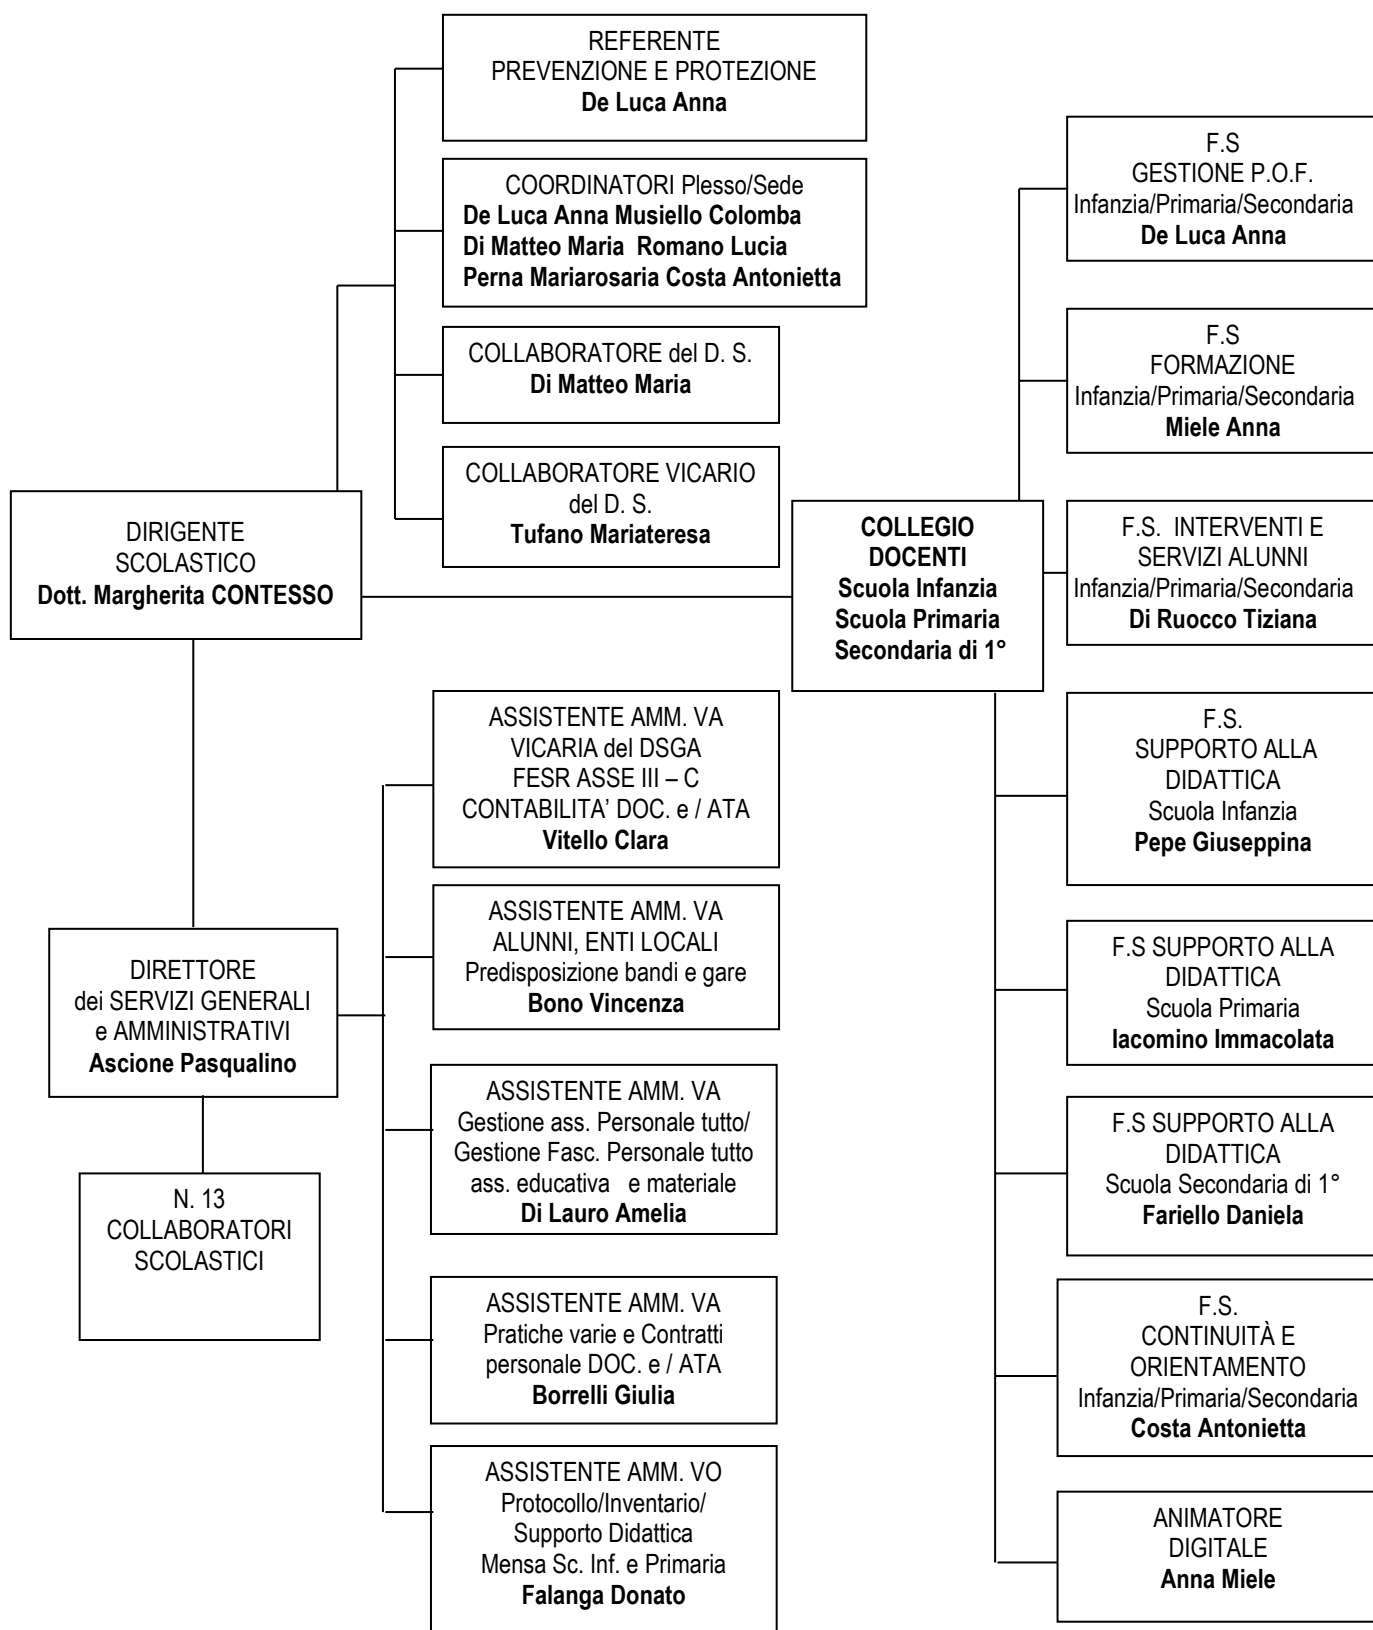 REFERENTE
PREVENZIONE E PROTEZIONE
De Luca Anna
COORDINATORI Plesso/Sede
De Luca Anna Musiello Colomba
Di Matteo Maria Romano Lucia
Perna Mariarosaria Costa Antonietta
COLLABORATORE del D. S.
Di Matteo Maria
COLLABORATORE VICARIO
del D. S.
Tufano Mariateresa
DIRIGENTE
SCOLASTICO
Dott. Margherita CONTESSO
COLLEGIO
DOCENTI
Scuola Infanzia
Scuola Primaria
Secondaria di 1°
F.S
GESTIONE P.O.F.
Infanzia/Primaria/Secondaria
De Luca Anna
F.S
FORMAZIONE
Infanzia/Primaria/Secondaria
Miele Anna
F.S. INTERVENTI E
SERVIZI ALUNNI
Infanzia/Primaria/Secondaria
Di Ruocco Tiziana
F.S.
SUPPORTO ALLA
DIDATTICA
Scuola Infanzia
Pepe Giuseppina
F.S SUPPORTO ALLA
DIDATTICA
Scuola Primaria
Iacomino Immacolata
F.S SUPPORTO ALLA
DIDATTICA
Scuola Secondaria di 1°
Fariello Daniela
F.S.
CONTINUITÀ E
ORIENTAMENTO
Infanzia/Primaria/Secondaria
Costa Antonietta
ANIMATORE
DIGITALE
Anna Miele
DIRETTORE
dei SERVIZI GENERALI
e AMMINISTRATIVI
Ascione Pasqualino
N. 13
COLLABORATORI
SCOLASTICI
ASSISTENTE AMM. VA
VICARIA del DSGA
FESR ASSE III – C
CONTABILITA’ DOC. e / ATA
Vitello Clara
ASSISTENTE AMM. VA
ALUNNI, ENTI LOCALI
Predisposizione bandi e gare
Bono Vincenza
ASSISTENTE AMM. VA
Gestione ass. Personale tutto/
Gestione Fasc. Personale tutto
ass. educativa e materiale
Di Lauro Amelia
ASSISTENTE AMM. VA
Pratiche varie e Contratti
personale DOC. e / ATA
Borrelli Giulia
ASSISTENTE AMM. VO
Protocollo/Inventario/
Supporto Didattica
Mensa Sc. Inf. e Primaria
Falanga Donato